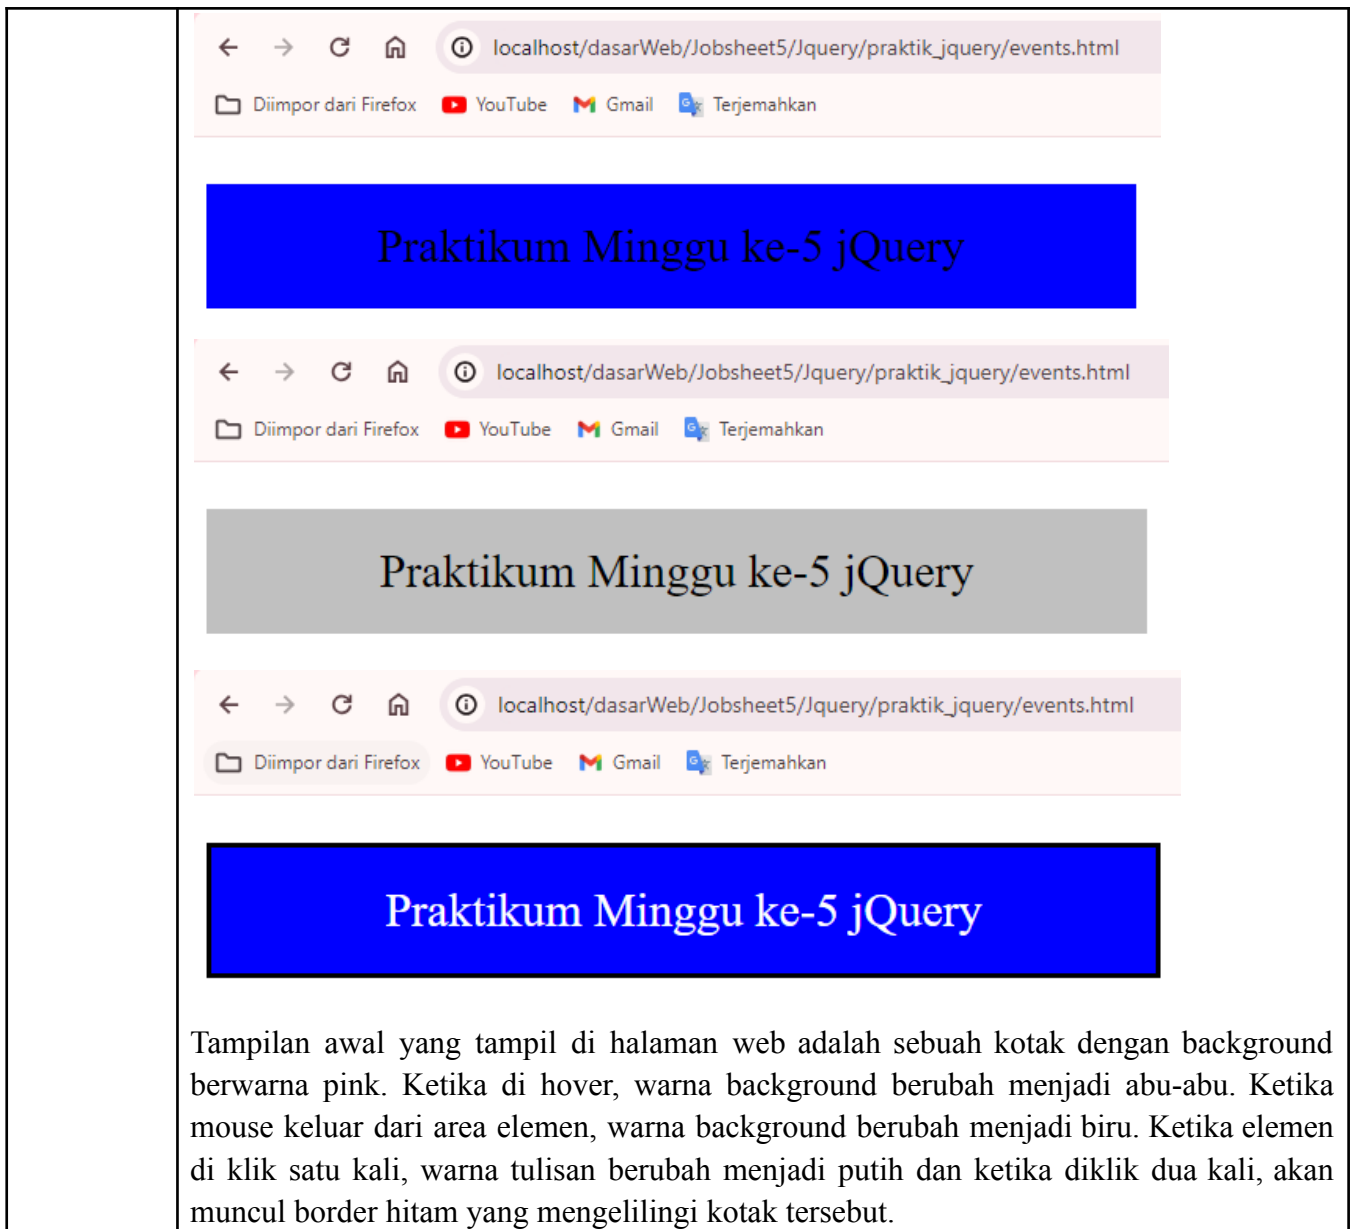 localhost/dasarWeb/Jobsheet5/Jquery/praktik_jquery/events.html
Diimpor dari Firefox YouTube Gmail Terjemahkan
Praktikum Minggu ke-5 jQuery
localhost/dasarWeb/Jobsheet5/Jquery/praktik_jquery/events.html
Diimpor dari Firefox YouTube Gmail Terjemahkan
Praktikum Minggu ke-5 jQuery
localhost/dasarWeb/Jobsheet5/Jquery/praktik_jquery/events.html
Diimpor dari Firefox YouTube Gmail Terjemahkan
Praktikum Minggu ke-5 jQuery
Tampilan awal yang tampil di halaman web adalah sebuah kotak dengan background
berwarna pink. Ketika di hover, warna background berubah menjadi abu-abu. Ketika
mouse keluar dari area elemen, warna background berubah menjadi biru. Ketika elemen
di klik satu kali, warna tulisan berubah menjadi putih dan ketika diklik dua kali, akan
muncul border hitam yang mengelilingi kotak tersebut.